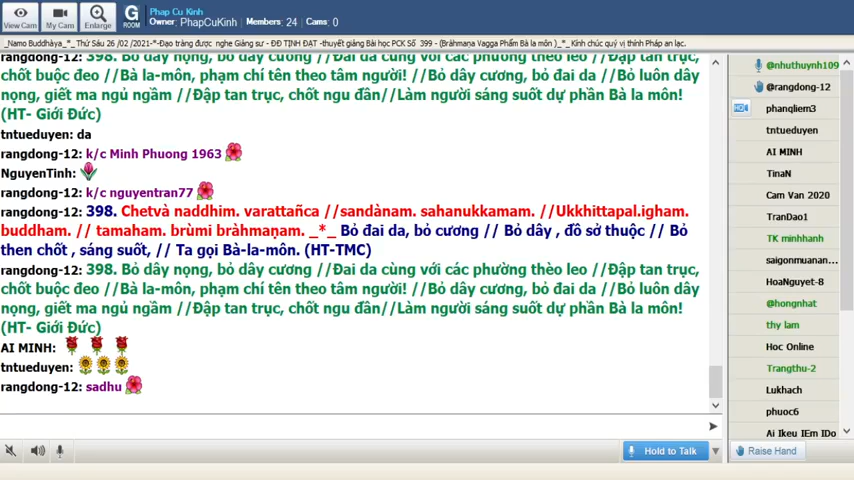 View Cam
My Cam
Enlarge
G
ROOM
Phap Cu Kinh
Owner: PhapCuKinh | Members: 24 | Cams: 0
_Namo Buddhàya_*_ Thứ Sáu 26 /02 /2021-*-Đạo tràng được nghe Giảng sư - ĐĐ TỊNH ĐẠT -thuyết giảng Bài học PCK Số 399 - (Bràhmaṇa Vagga Phẩm Bà la môn )_*_ Kính chúc quý vị thính Pháp an lạc.
rangdong-12: 398. Bỏ dây nọng, bỏ dây cương //Đai da cùng với các phường thèo leo //Đập tan trục,
chốt buộc đeo //Bà la-môn, phạm chí tên theo tâm người! //Bỏ dây cương, bỏ đai da //Bỏ luôn dây
nọng, giết ma ngủ ngầm //Đập tan trục, chốt ngu đần//Làm người sáng suốt dự phần Bà la môn!
(HT- Giới Đức)
tntueduyen: da
rangdong-12: k/c Minh Phuong 1963
NguyenTinh:
rangdong-12: k/c nguyentran77
rangdong-12: 398. Chetvà naddhim. varattañca //sandànam. sahanukkamam. //Ukkhittapal.igham.
buddham. // tamaham. brùmi bràhmaṇam. _*_ Bỏ đai da, bỏ cương // Bỏ dây , đồ sở thuộc // Bỏ
then chốt , sáng suốt, // Ta gọi Bà-la-môn. (HT-TMC)
rangdong-12: 398. Bỏ dây nọng, bỏ dây cương //Đai da cùng với các phường thèo leo //Đập tan trục,
chốt buộc đeo //Bà la-môn, phạm chí tên theo tâm người! //Bỏ dây cương, bỏ đai da //Bỏ luôn dây
nọng, giết ma ngủ ngầm //Đập tan trục, chốt ngu đần//Làm người sáng suốt dự phần Bà la môn!
(HT- Giới Đức)
AI MINH:
tntueduyen:
rangdong-12: sadhu
Hold to Talk
@nhuthuynh109
@rangdong-12
phanqliem3
tntueduyen
AI MINH
TinaN
Cam Van 2020
TranDao1
TK minhhanh
saigonmuanan...
HoaNguyet-8
@hongnhat
thy lam
Hoc Online
Trangthu-2
Lukhach
phuoc6
Ai Ikeu IEm IDo
Raise Hand